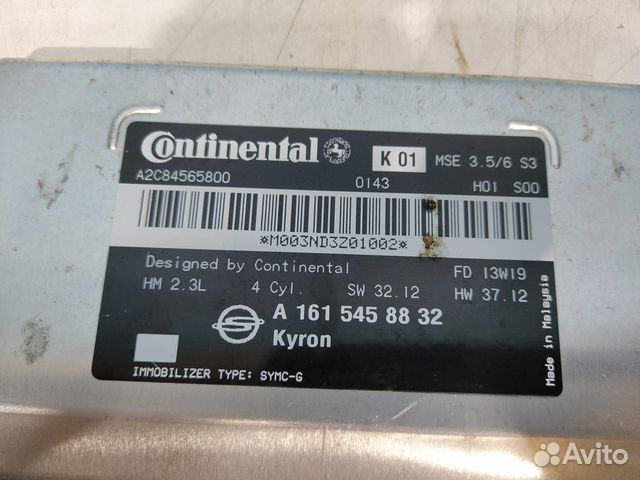 Continental K 01 MSE 3.5/6 S3
A2C84565800 0143 H01 S00
*M003ND3Z01002*
Designed by Continental FD 13W19
HM 2.3L 4 Cyl. SW 32.12 HW 37.12
A 161 545 88 32
Kyron
IMMOBILIZER TYPE: SYMC-G
Made in Malaysia
Avito